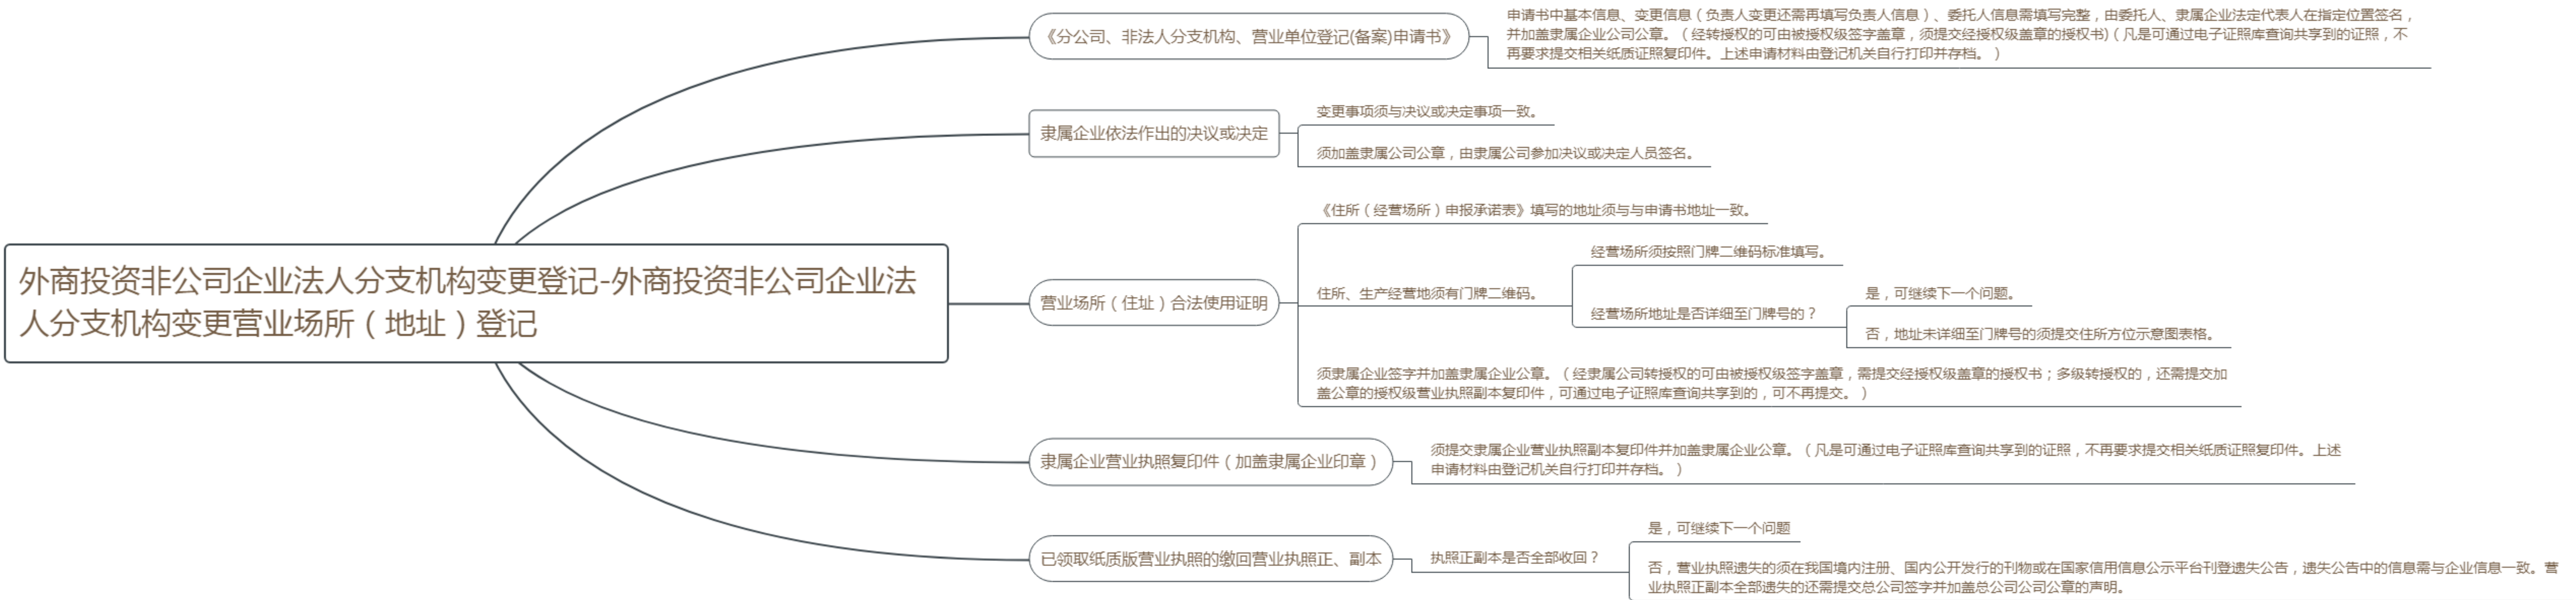 外商投资非公司企业法人分支机构变更登记-外商投资非公司企业法
人分支机构变更营业场所（地址）登记
《分公司、非法人分支机构、营业单位登记(备案)申请书》
申请书中基本信息、变更信息（负责人变更还需再填写负责人信息）、委托人信息需填写完整，由委托人、隶属企业法定代表人在指定位置签名，
并加盖隶属企业公司公章。（经转授权的可由被授权级签字盖章，须提交经授权级盖章的授权书)（凡是可通过电子证照库查询共享到的证照，不
再要求提交相关纸质证照复印件。上述申请材料由登记机关自行打印并存档。）
隶属企业依法作出的决议或决定
变更事项须与决议或决定事项一致。
须加盖隶属公司公章，由隶属公司参加决议或决定人员签名。
营业场所（住址）合法使用证明
《住所（经营场所）申报承诺表》填写的地址须与与申请书地址一致。
住所、生产经营地须有门牌二维码。
经营场所须按照门牌二维码标准填写。
经营场所地址是否详细至门牌号的？
是，可继续下一个问题。
否，地址未详细至门牌号的须提交住所方位示意图表格。
须隶属企业签字并加盖隶属企业公章。（经隶属公司转授权的可由被授权级签字盖章，需提交经授权级盖章的授权书；多级转授权的，还需提交加
盖公章的授权级营业执照副本复印件，可通过电子证照库查询共享到的，可不再提交。）
隶属企业营业执照复印件（加盖隶属企业印章）
须提交隶属企业营业执照副本复印件并加盖隶属企业公章。（凡是可通过电子证照库查询共享到的证照，不再要求提交相关纸质证照复印件。上述
申请材料由登记机关自行打印并存档。）
已领取纸质版营业执照的缴回营业执照正、副本
执照正副本是否全部收回？
是，可继续下一个问题
否，营业执照遗失的须在我国境内注册、国内公开发行的刊物或在国家信用信息公示平台刊登遗失公告，遗失公告中的信息需与企业信息一致。营
业执照正副本全部遗失的还需提交总公司签字并加盖总公司公司公章的声明。